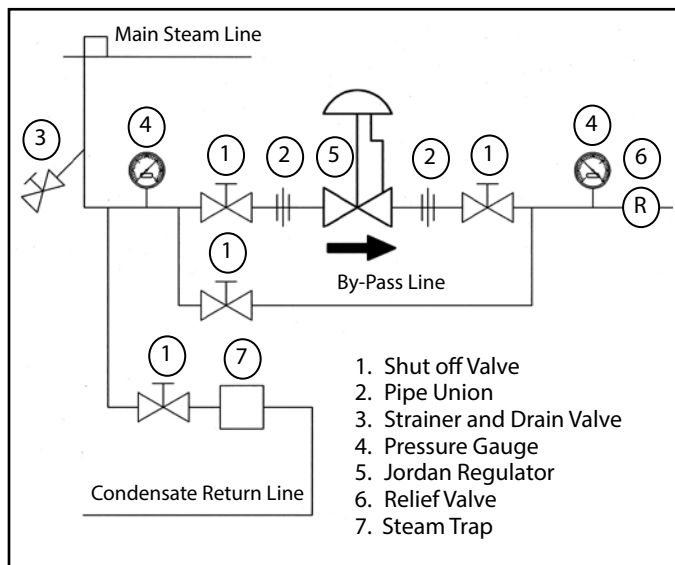 Main Steam Line
3
4
1
2
5
2
1
4
6
R
1
By-Pass Line
1
7
1. Shut off Valve
2. Pipe Union
3. Strainer and Drain Valve
4. Pressure Gauge
5. Jordan Regulator
6. Relief Valve
7. Steam Trap
Condensate Return Line